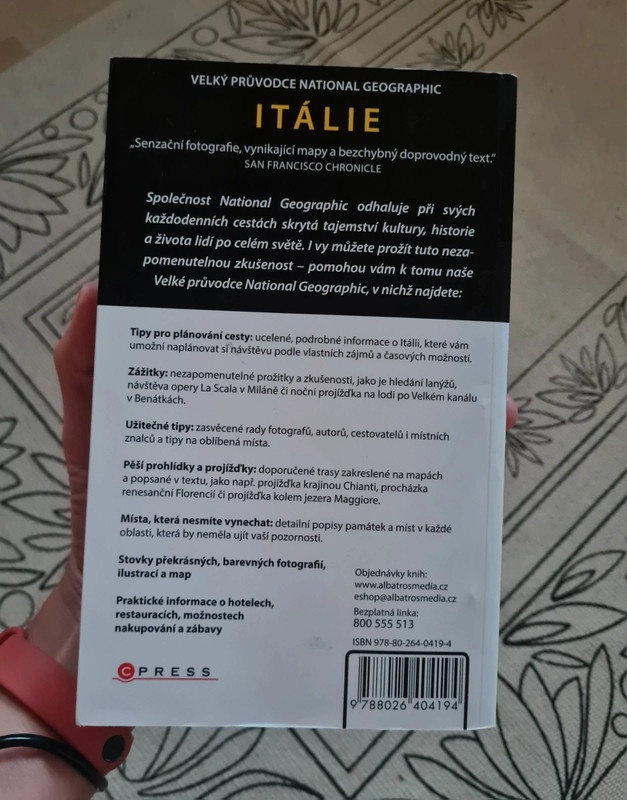 VELKÝ PRŮVODCE NATIONAL GEOGRAPHIC
ITÁLIE
„Senzační fotografie, vynikající mapy a bezchybný doprovodný text.“
SAN FRANCISCO CHRONICLE
Společnost National Geographic odhaluje při svých
každodenních cestách skrytá tajemství kultury, historie
a života lidí po celém světě. I vy můžete prožít tuto neza-
pomenutelnou zkušenost – pomohou vám k tomu naše
Velké průvodce National Geographic, v nichž najdete:
Tipy pro plánování cesty: ucelené, podrobné informace o Itálii, které vám
umožní naplánovat si návštěvu podle vlastních zájmů a časových možností.
Zážitky: nezapomenutelné prožitky a zkušenosti, jako je hledání lanýžů,
návštěva opery La Scala v Miláně či noční projížďka na lodi po Velkém kanálu
v Benátkách.
Užitečné tipy: zasvěcené rady fotografů, autorů, cestovatelů i místních
znalců a tipy na oblíbená místa.
Pěší prohlídky a projížďky: doporučené trasy zakreslené na mapách
a popsané v textu, jako např. projížďka krajinou Chianti, procházka
renesanční Florencií či projížďka kolem jezera Maggiore.
Místa, která nesmíte vynechat: detailní popisy památek a míst v každé
oblasti, která by neměla ujít vaší pozornosti.
Stovky překrásných, barevných fotografií,
ilustrací a map
Praktické informace o hotelech,
restauracích, možnostech
nakupování a zábavy
Objednávky knih:
www.albatrosmedia.cz
eshop@albatrosmedia.cz
Bezplatná linka:
800 555 513
ISBN 978-80-264-0419-4
CPRESS
9 788026 404194